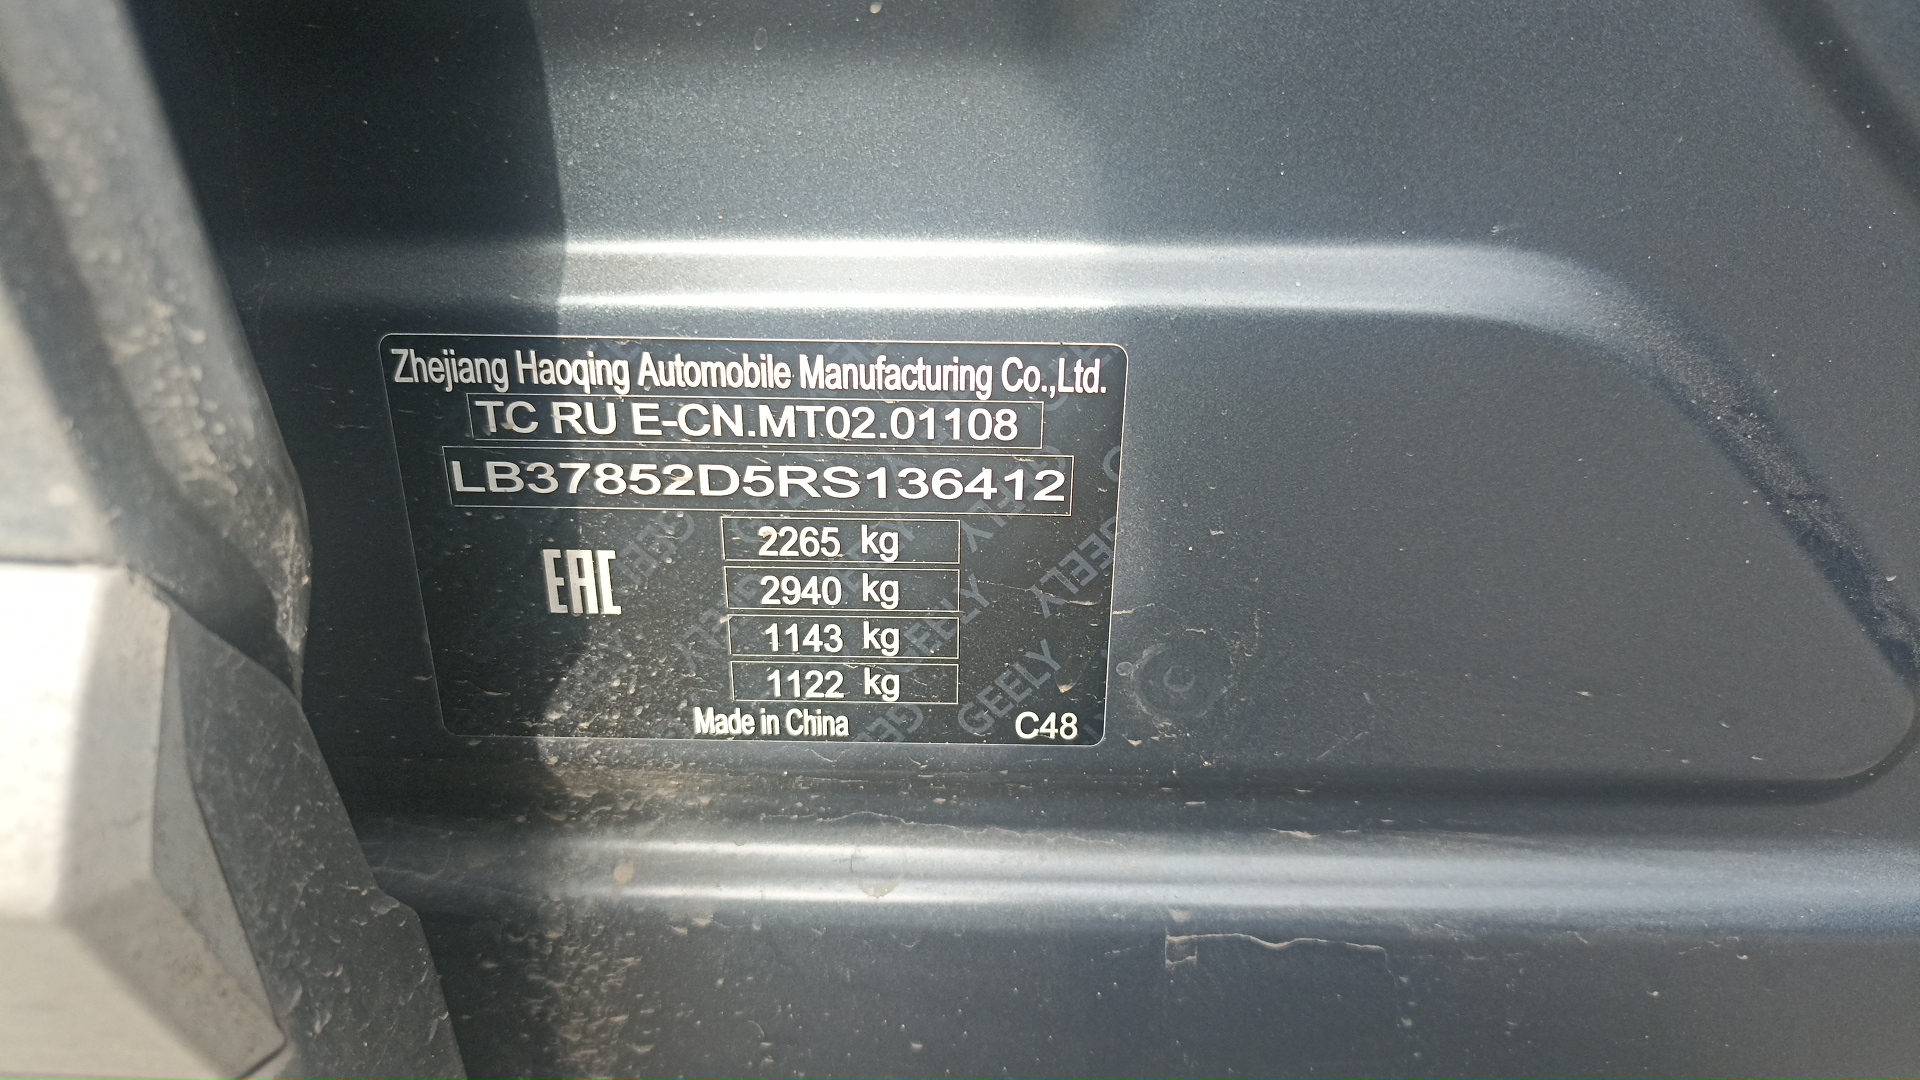 Zhejiang Haoqing Automobile Manufacturing Co.,Ltd.
TC RU E-CN.MT02.01108
LB37852D5RS136412
2265 kg
EAC
2940 kg
1143 kg
1122 kg
Made in China
C48
GEELY